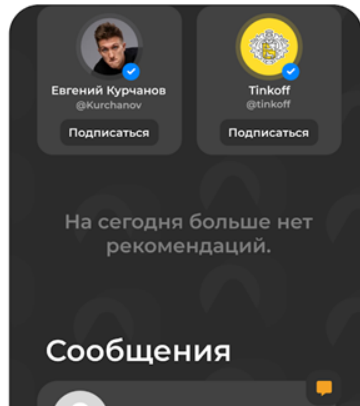 Евгений Курчанов
@Kurchanov
Подписаться
Tinkoff
@tinkoff
Подписаться
На сегодня больше нет
рекомендаций.
Сообщения